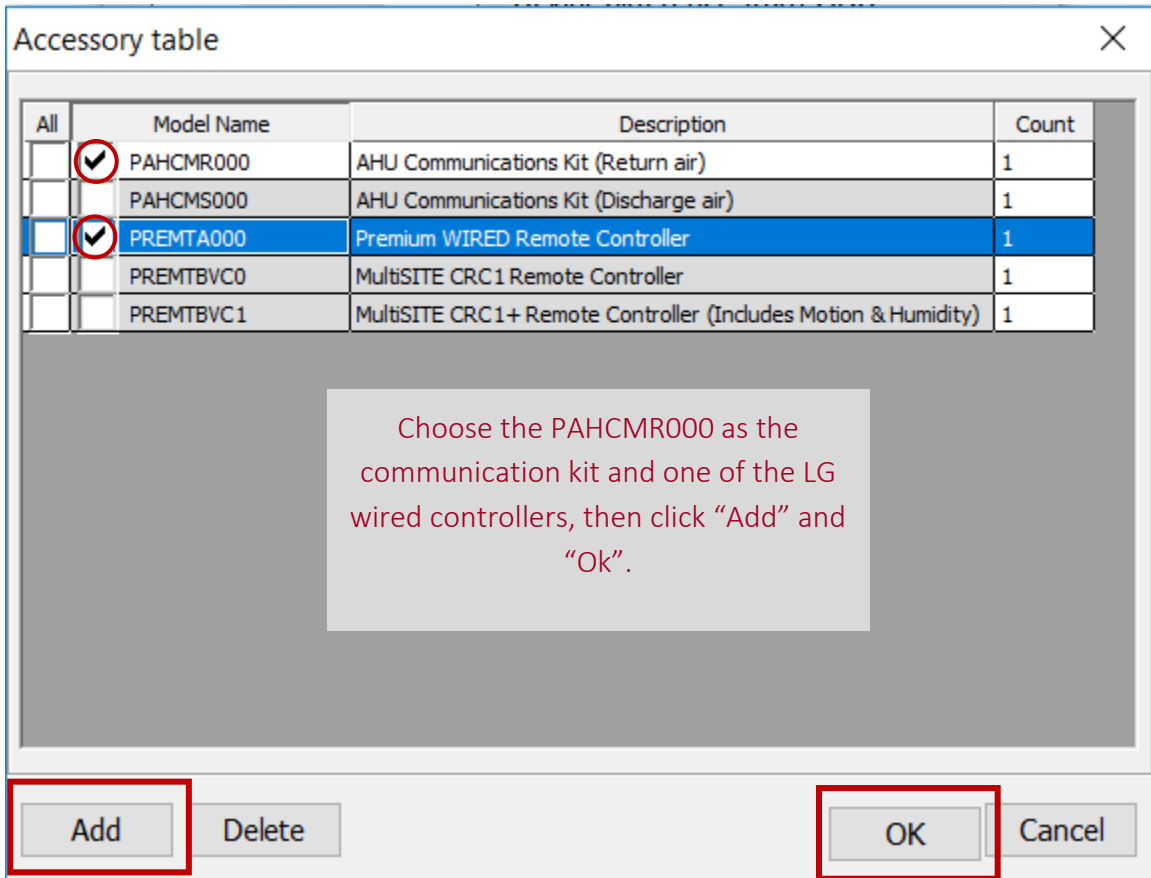 Accessory table
All Model Name Description Count
PAHCMR000 AHU Communications Kit (Return air) 1
PAHCMS000 AHU Communications Kit (Discharge air) 1
PREMTA000 Premium WIRED Remote Controller 1
PREMTBVC0 MultiSITE CRC1 Remote Controller 1
PREMTBVC1 MultiSITE CRC1+ Remote Controller (Includes Motion & Humidity) 1
Choose the PAHCMR000 as the
communication kit and one of the LG
wired controllers, then click “Add” and
“Ok”.
Add Delete OK Cancel